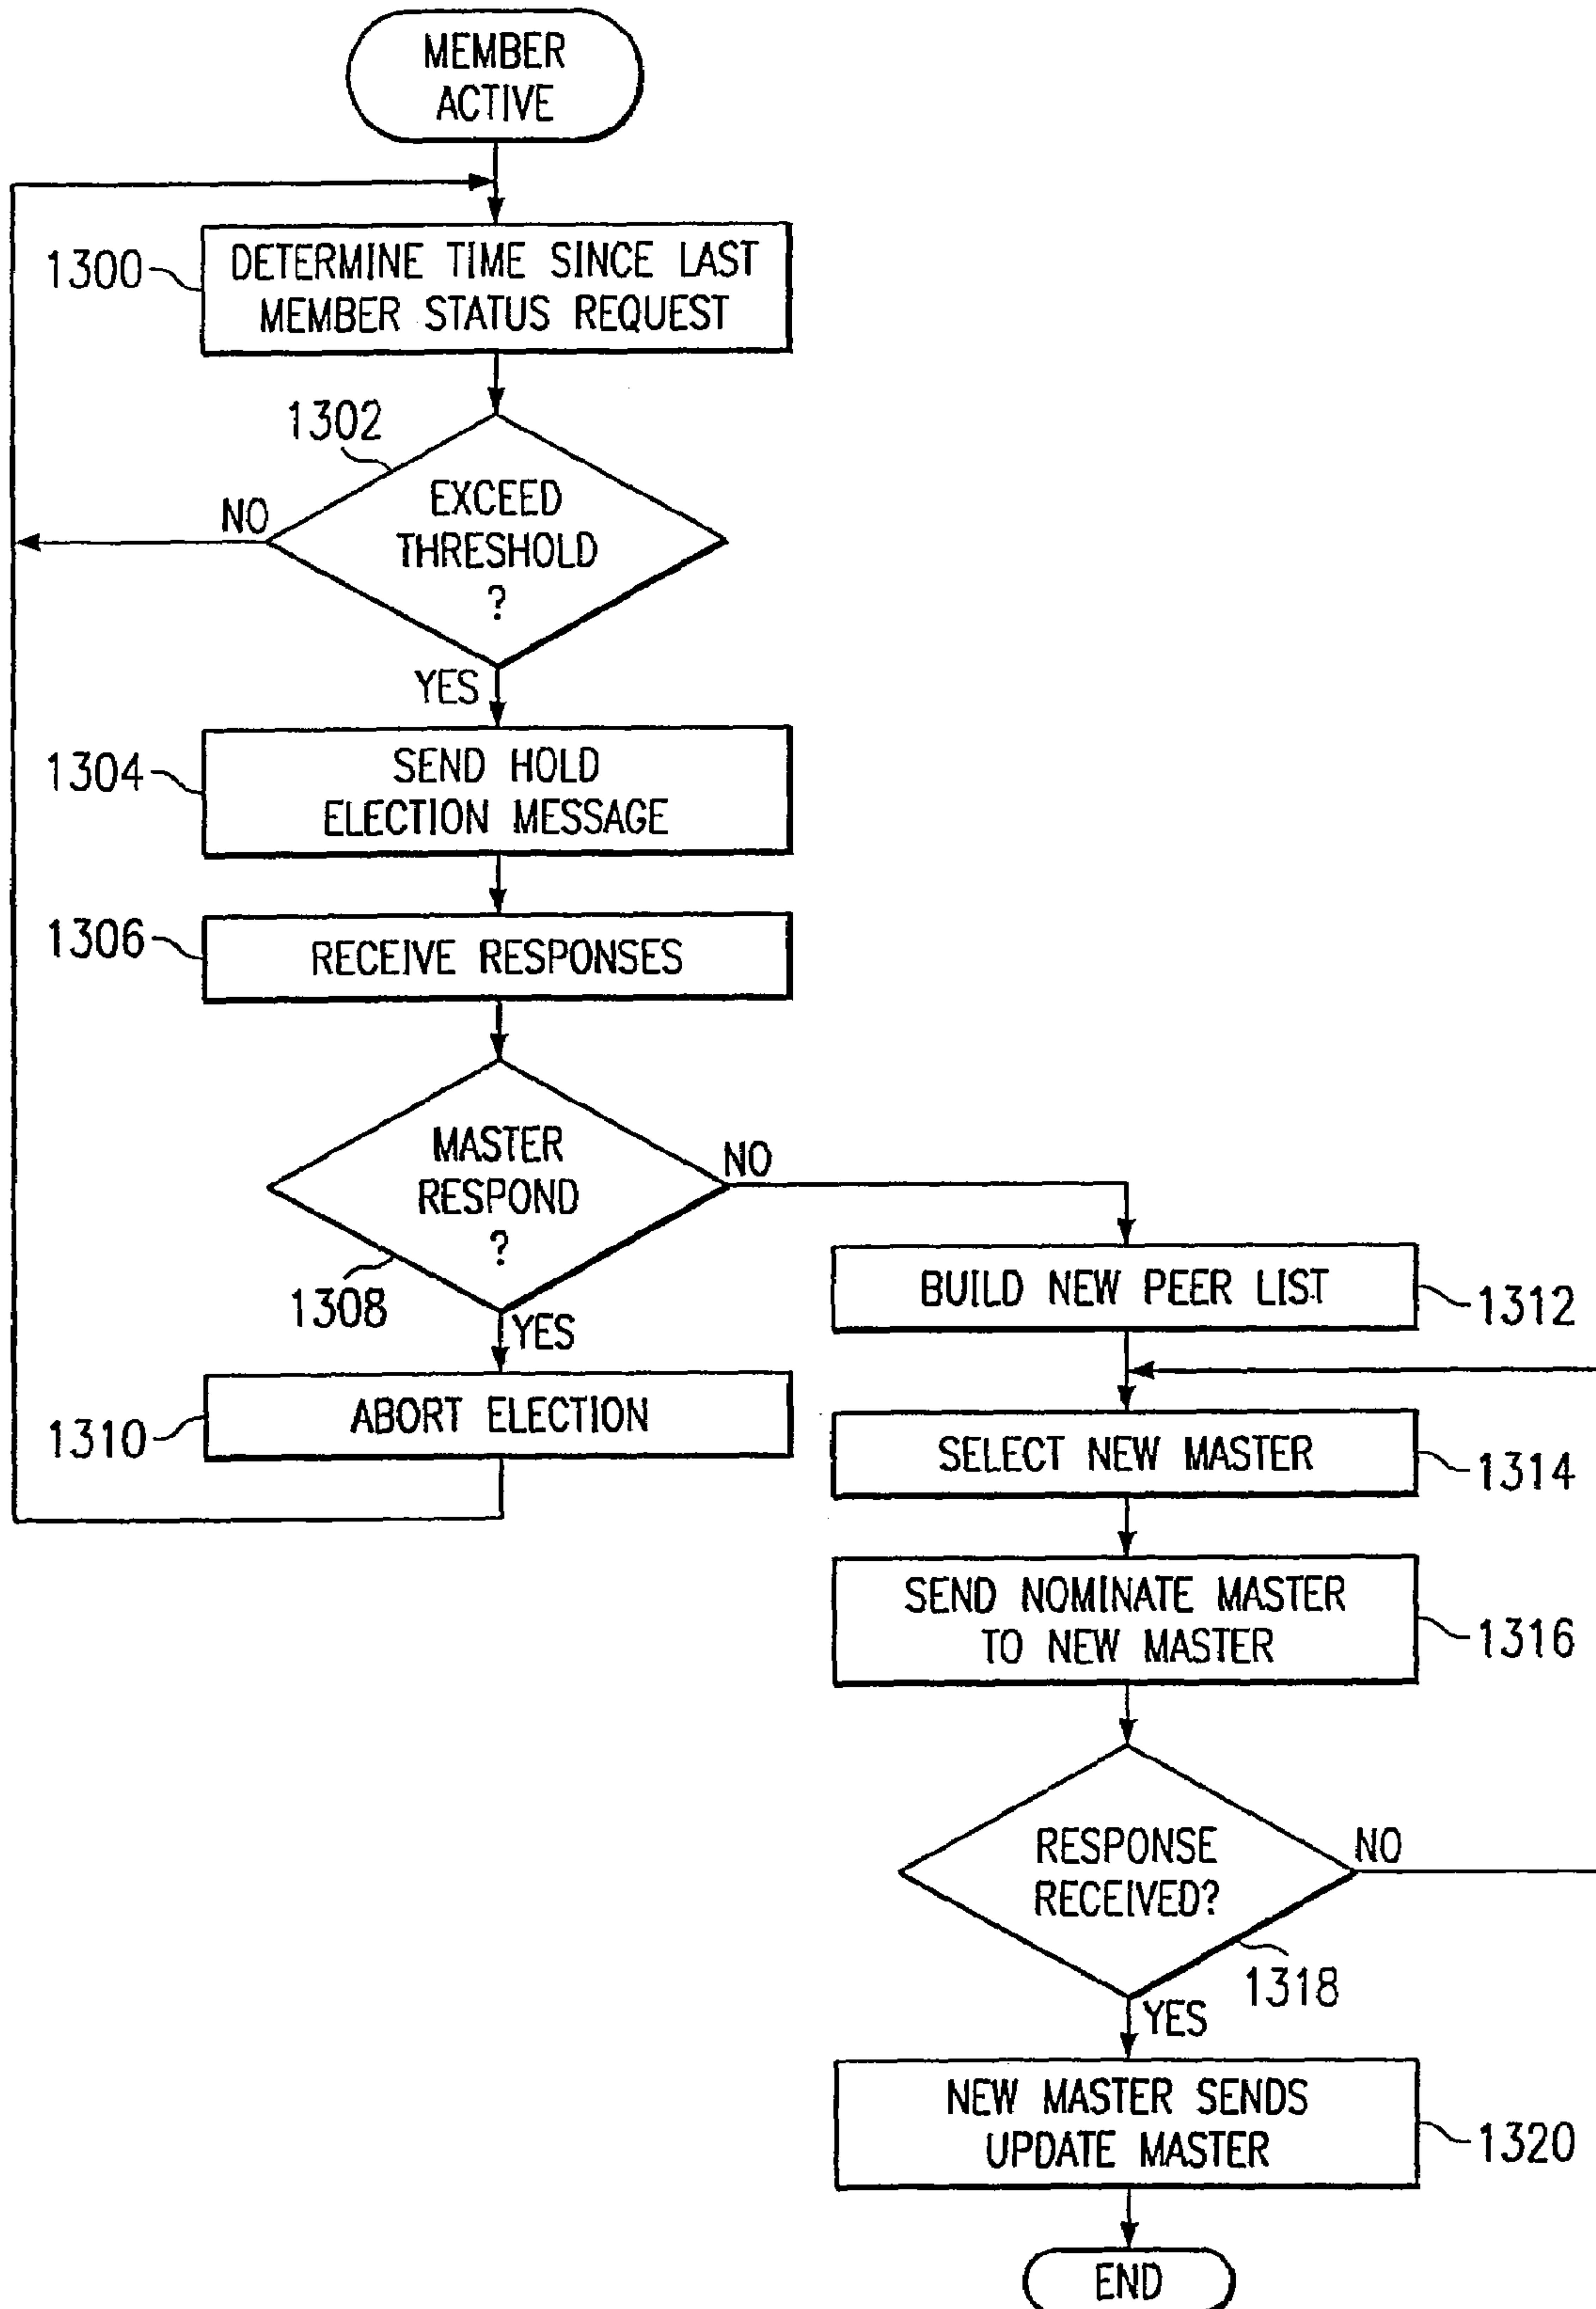 MEMBER
ACTIVE
1300
DETERMINE TIME SINCE LAST
MEMBER STATUS REQUEST
1302
EXCEED
THRESHOLD
?
NO
YES
1304
SEND HOLD
ELECTION MESSAGE
1306
RECEIVE RESPONSES
MASTER
RESPOND
?
NO
1308
YES
1310
ABORT ELECTION
BUILD NEW PEER LIST
1312
SELECT NEW MASTER
1314
SEND NOMINATE MASTER
TO NEW MASTER
1316
RESPONSE
RECEIVED?
NO
1318
YES
NEW MASTER SENDS
UPDATE MASTER
1320
END